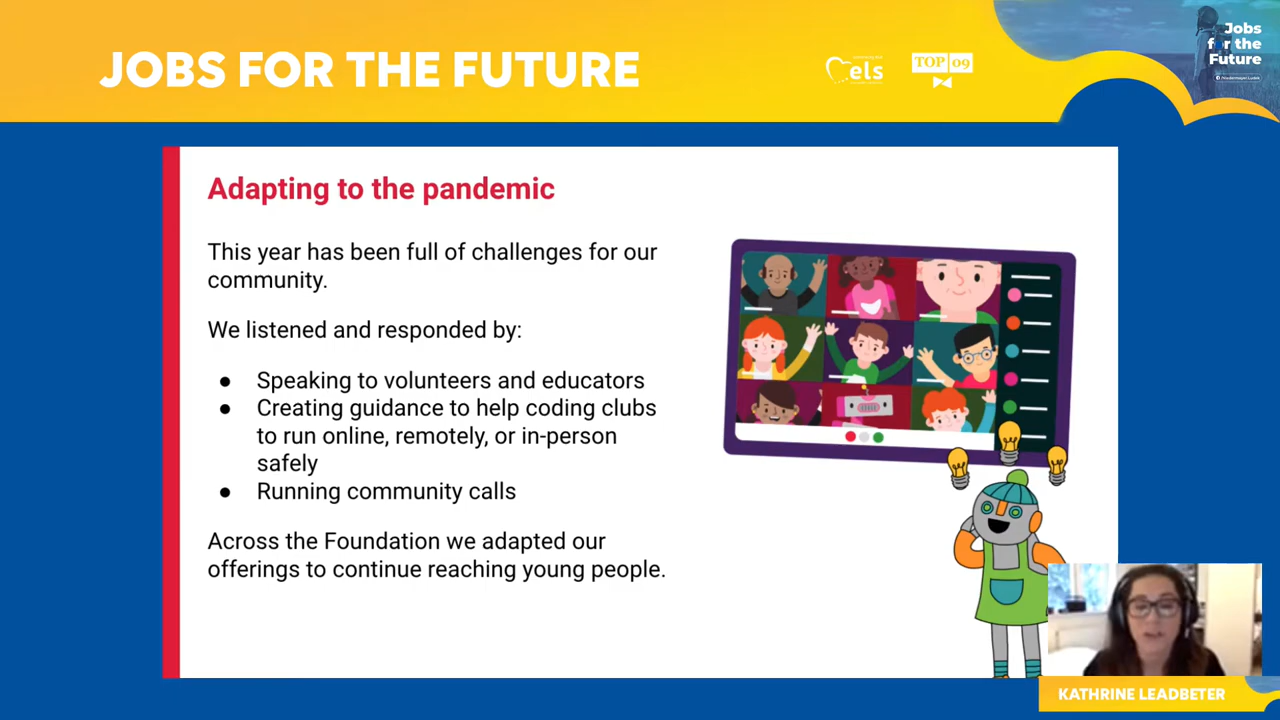 JOBS FOR THE FUTURE
els
TOP 09
Jobs
for the
Future
Adapting to the pandemic
This year has been full of challenges for our
community.
We listened and responded by:
● Speaking to volunteers and educators
● Creating guidance to help coding clubs
to run online, remotely, or in-person
safely
● Running community calls
Across the Foundation we adapted our
offerings to continue reaching young people.
KATHRINE LEADBETER